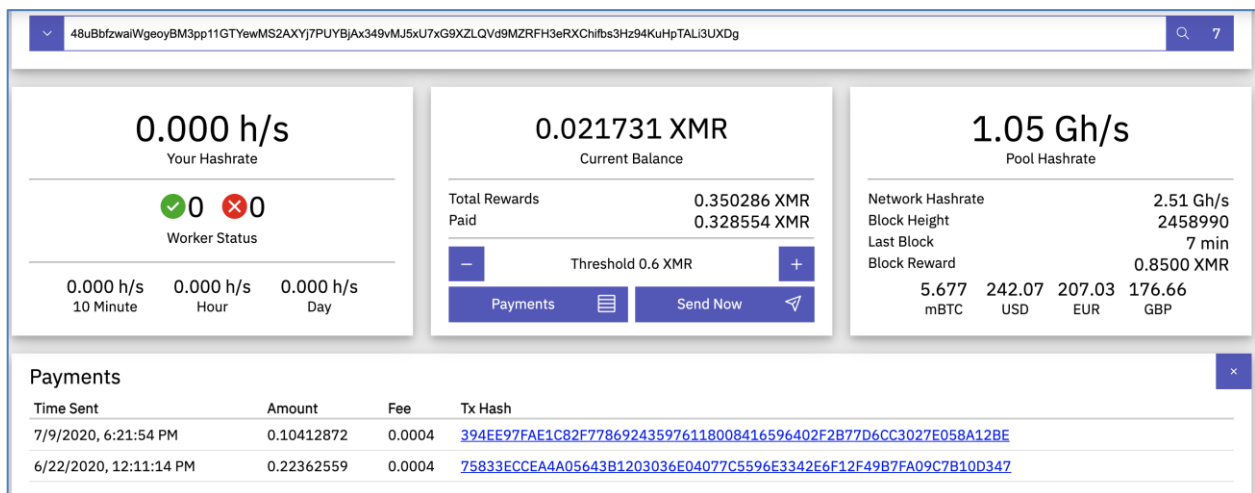 48uBbfzwaiWgeoyBM3pp11GTYewMS2AXYj7PUYBjAx349vMJ5xU7xG9XZLQVd9MZRFH3eRXChifbs3Hz94KuHpTALi3UXDg 7
0.000 h/s
Your Hashrate
0 0
Worker Status
0.000 h/s 0.000 h/s 0.000 h/s
10 Minute Hour Day
0.021731 XMR
Current Balance
Total Rewards 0.350286 XMR
Paid 0.328554 XMR
− Threshold 0.6 XMR +
Payments Send Now
1.05 Gh/s
Pool Hashrate
Network Hashrate 2.51 Gh/s
Block Height 2458990
Last Block 7 min
Block Reward 0.8500 XMR
5.677 242.07 207.03 176.66
mBTC USD EUR GBP
Payments
Time Sent Amount Fee Tx Hash
7/9/2020, 6:21:54 PM 0.10412872 0.0004 394EE97FAE1C82F778692435976118008416596402F2B77D6CC3027E058A12BE
6/22/2020, 12:11:14 PM 0.22362559 0.0004 75833ECCEA4A05643B1203036E04077C5596E3342E6F12F49B7FA09C7B10D347